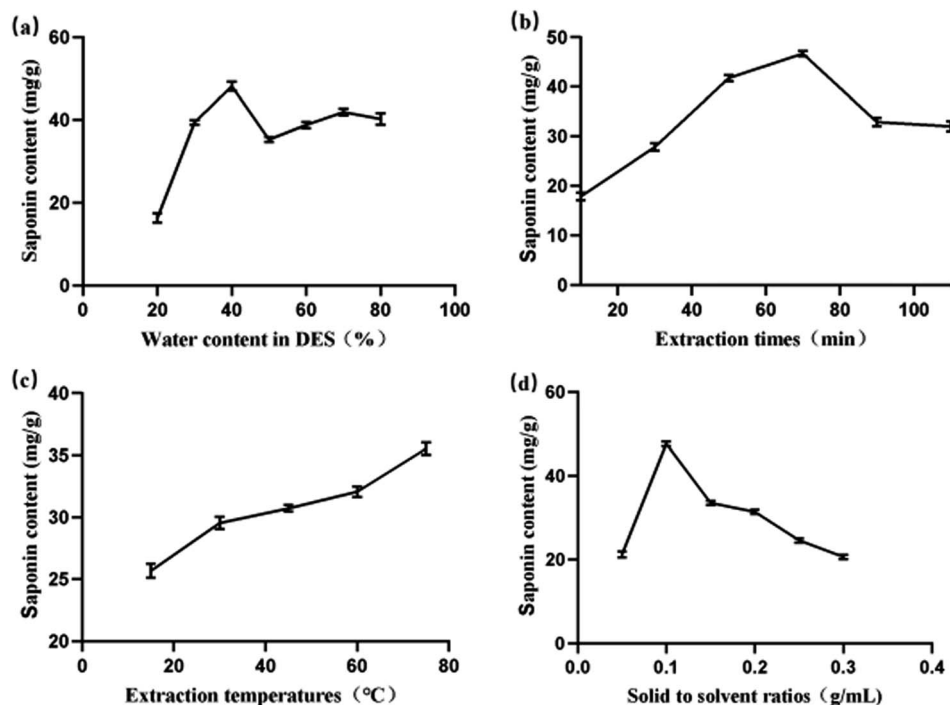 (a)
Saponin content (mg/g)
60
40
20
0
0 20 40 60 80 100
Water content in DES（%）
(b)
Saponin content (mg/g)
50
40
30
20
10
0
20 40 60 80 100
Extraction times（min）
(c)
Saponin content (mg/g)
40
35
30
25
20
0 20 40 60 80
Extraction temperatures（℃）
(d)
Saponin content (mg/g)
60
40
20
0
0.0 0.1 0.2 0.3 0.4
Solid to solvent ratios（g/mL）